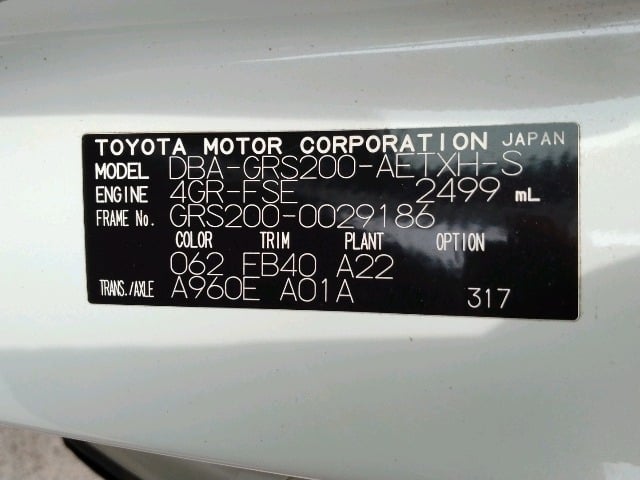 TOYOTA MOTOR CORPORATION JAPAN
MODEL DBA-GRS200-AETXH-S
ENGINE 4GR-FSE 2499 mL
FRAME No. GRS200-0029186
COLOR TRIM PLANT OPTION
062 FB40 A22
TRANS./AXLE A960E A01A 317